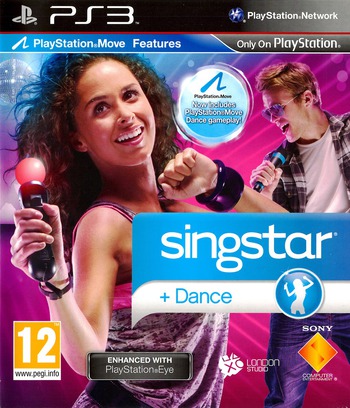 PS3
PlayStation®Network
PlayStation®Move Features
Only On PlayStation®
PlayStation®Move
Now includes
PlayStation®Move
Dance gameplay!
singstar®
+ Dance
12
www.pegi.info
ENHANCED WITH
PlayStation®Eye
LONDON
STUDIO
SONY
COMPUTER
ENTERTAINMENT